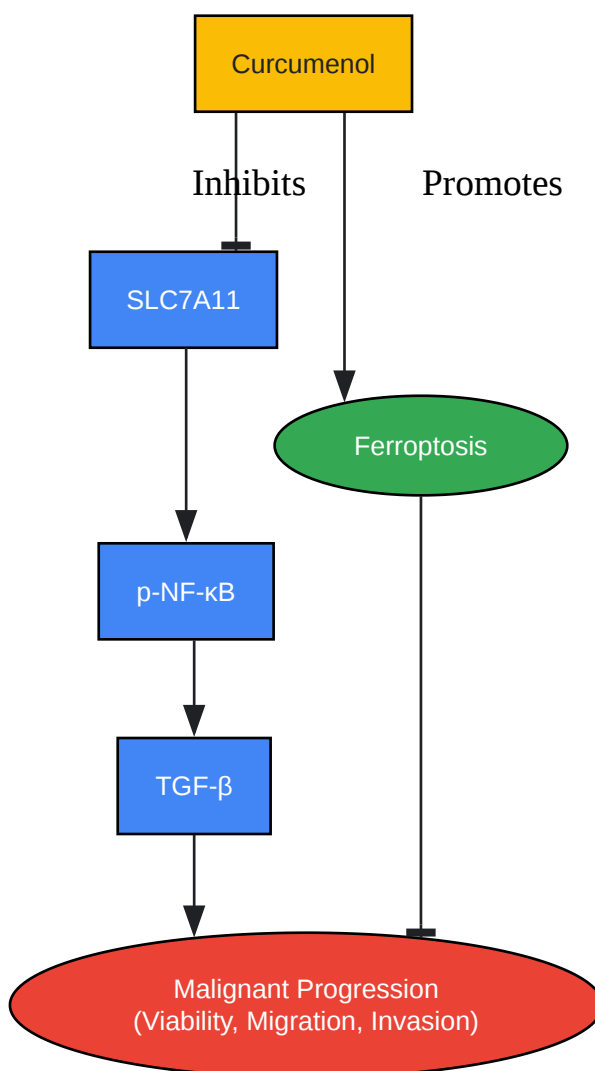 Curcumenol
Inhibits
Promotes
SLC7A11
Ferroptosis
p-NF-κB
TGF-β
Malignant Progression
(Viability, Migration, Invasion)